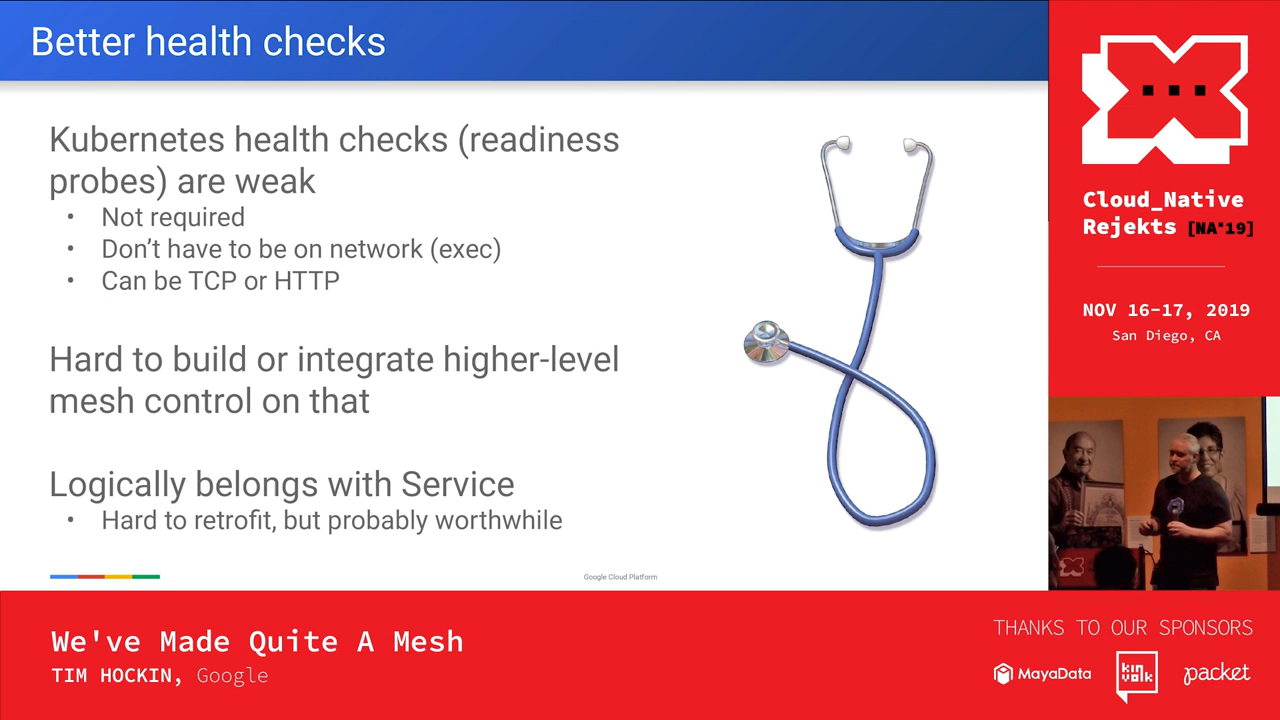 Better health checks
Kubernetes health checks (readiness
probes) are weak
• Not required
• Don't have to be on network (exec)
• Can be TCP or HTTP
Hard to build or integrate higher-level
mesh control on that
Logically belongs with Service
• Hard to retrofit, but probably worthwhile
Google Cloud Platform
Cloud_Native
Rejekts [NA'19]
NOV 16-17, 2019
San Diego, CA
We've Made Quite A Mesh
TIM HOCKIN, Google
THANKS TO OUR SPONSORS
MayaData
kin
volk
packet